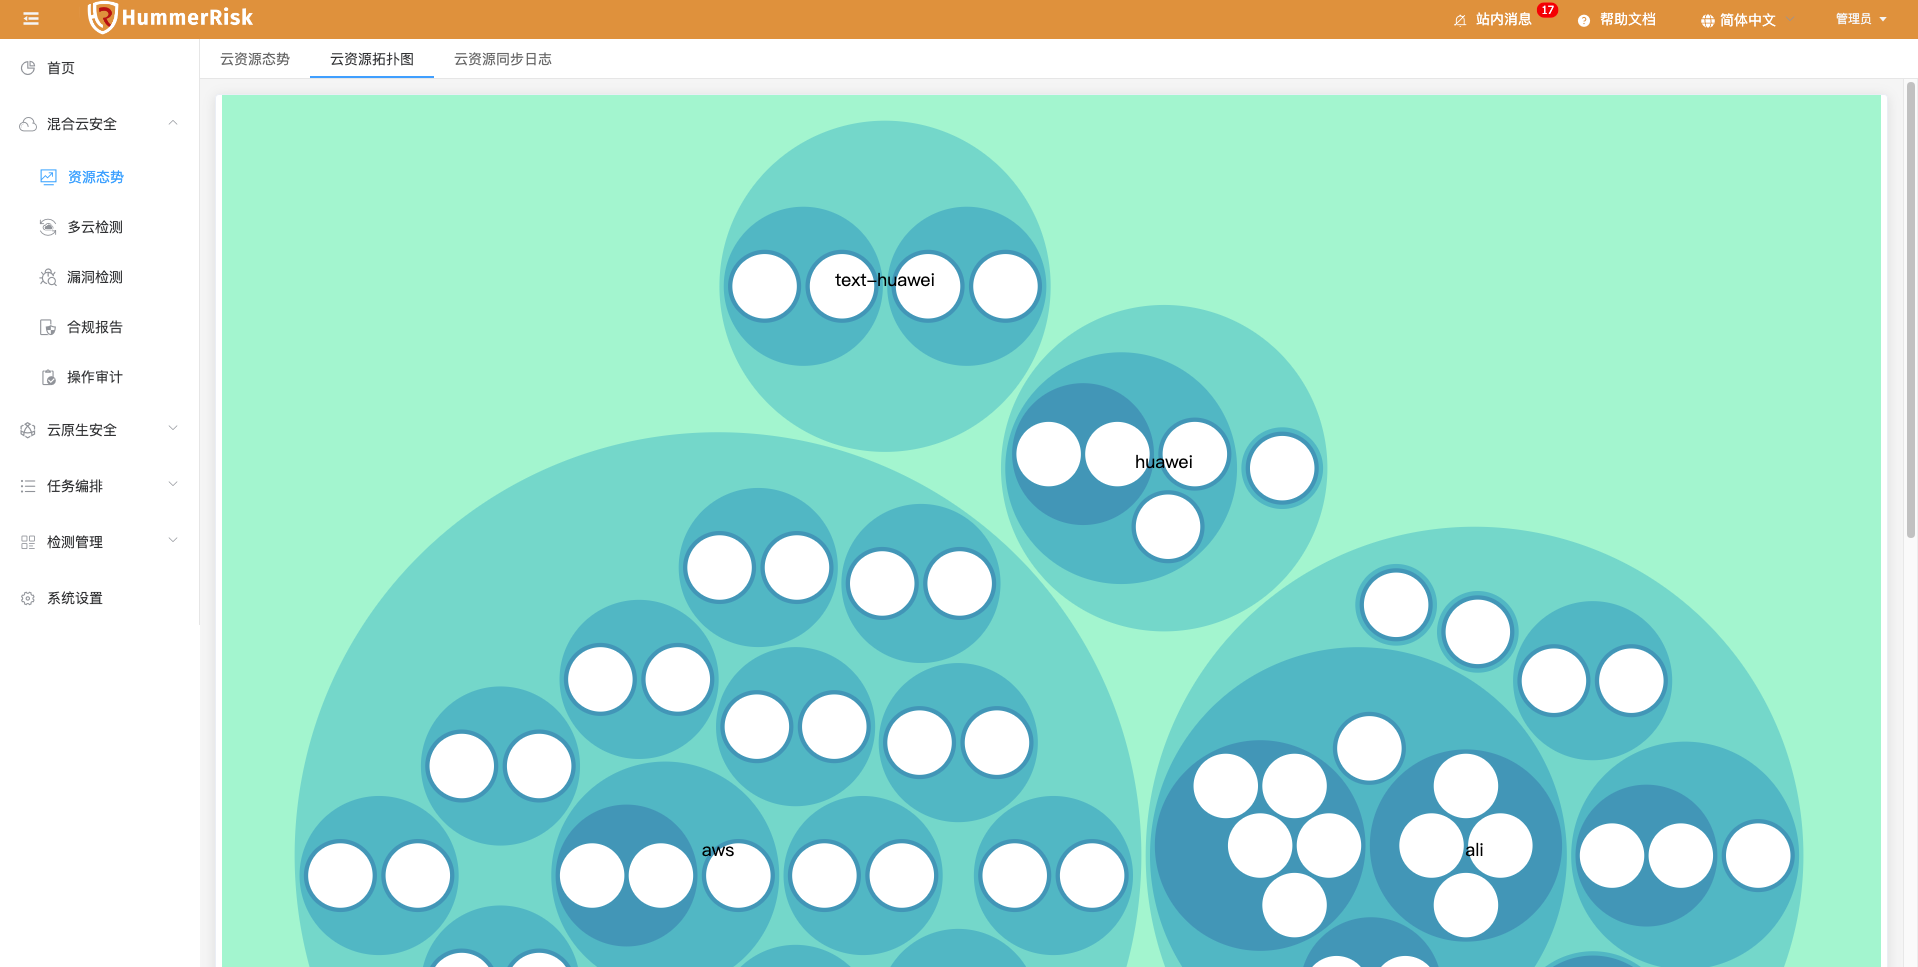 HummerRisk
站内消息 17
帮助文档
简体中文
管理员
首页
混合云安全
资源态势
多云检测
漏洞检测
合规报告
操作审计
云原生安全
任务编排
检测管理
系统设置
云资源态势
云资源拓扑图
云资源同步日志
text-huawei
huawei
aws
ali